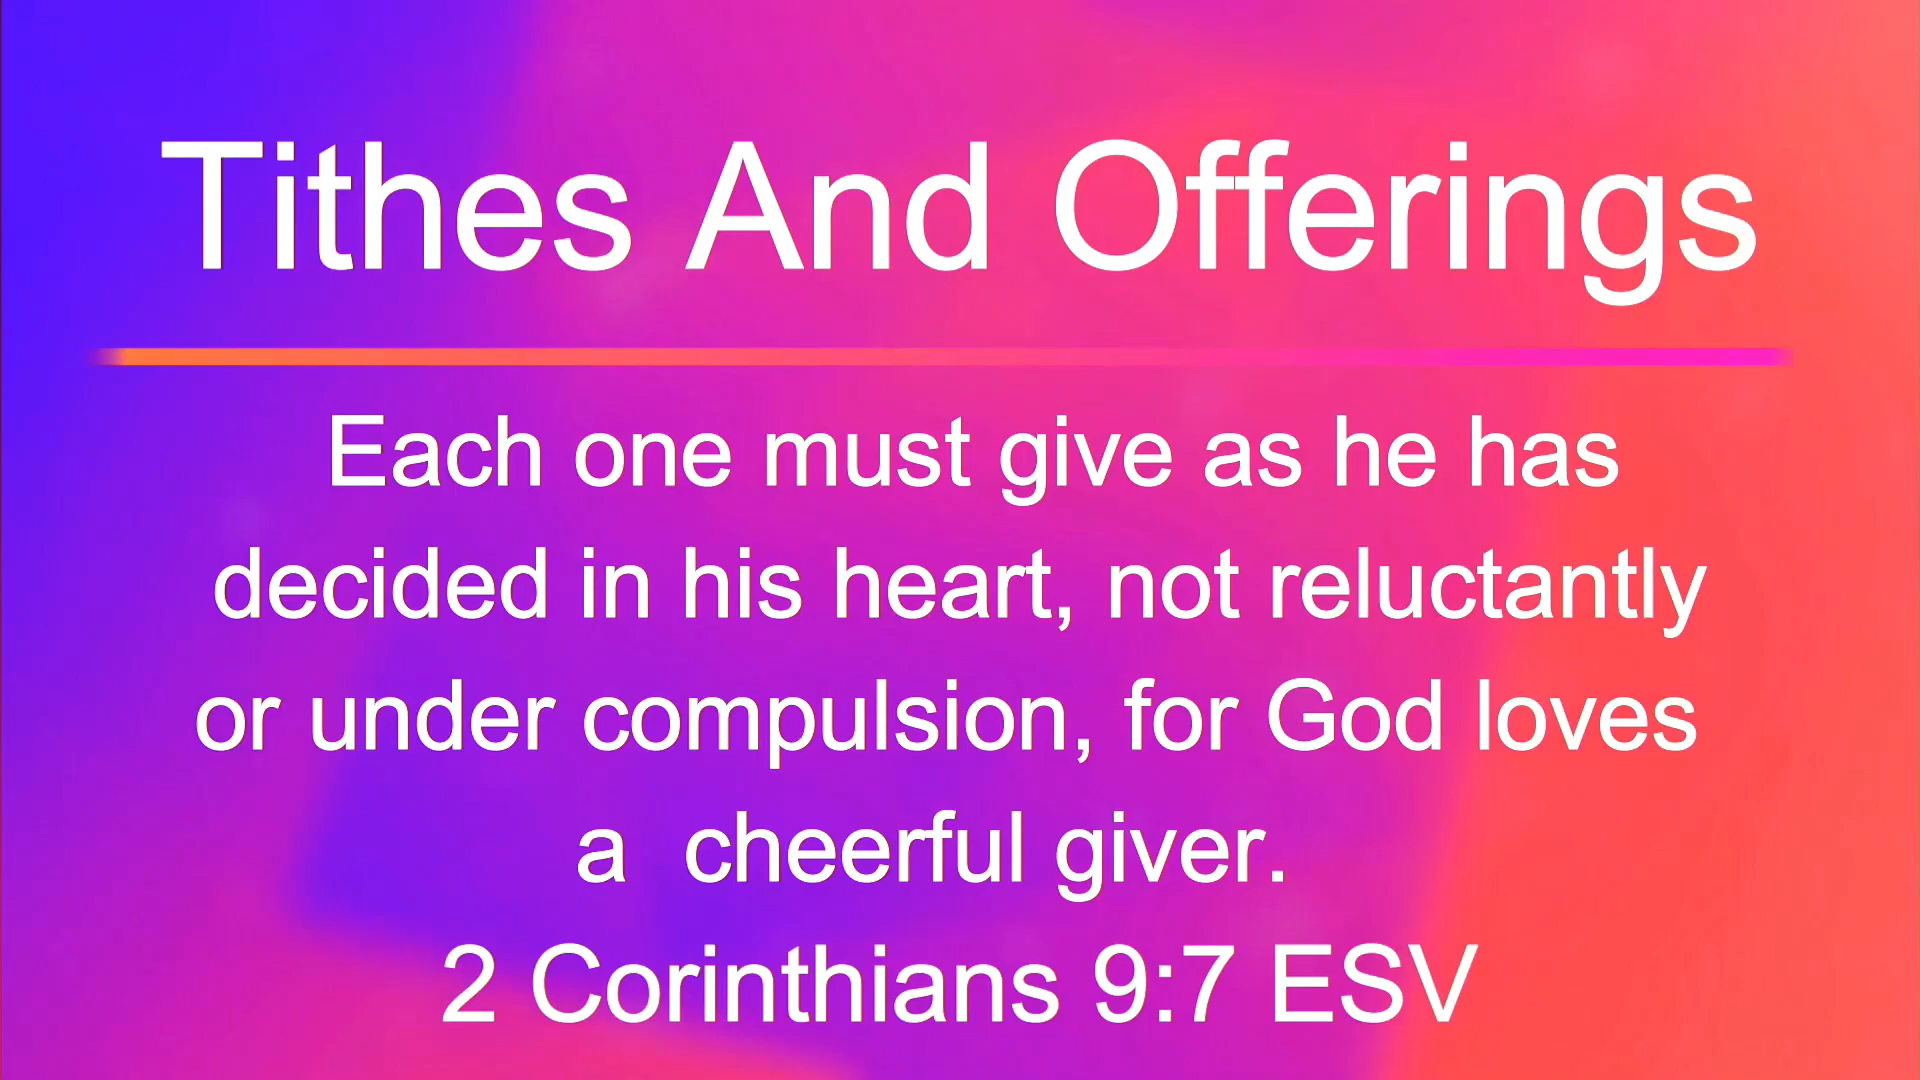 Tithes And Offerings
Each one must give as he has
decided in his heart, not reluctantly
or under compulsion, for God loves
a  cheerful giver.
2 Corinthians 9:7 ESV